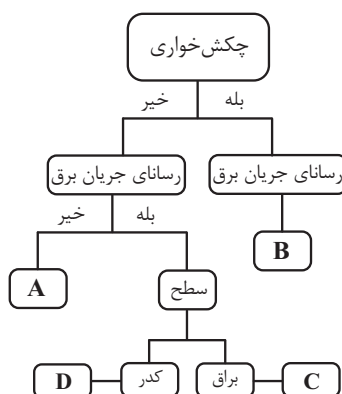 چکش‌خواری
بله
خیر
رسانای جریان برق
رسانای جریان برق
بله
خیر
B
A
سطح
C
براق
کدر
D